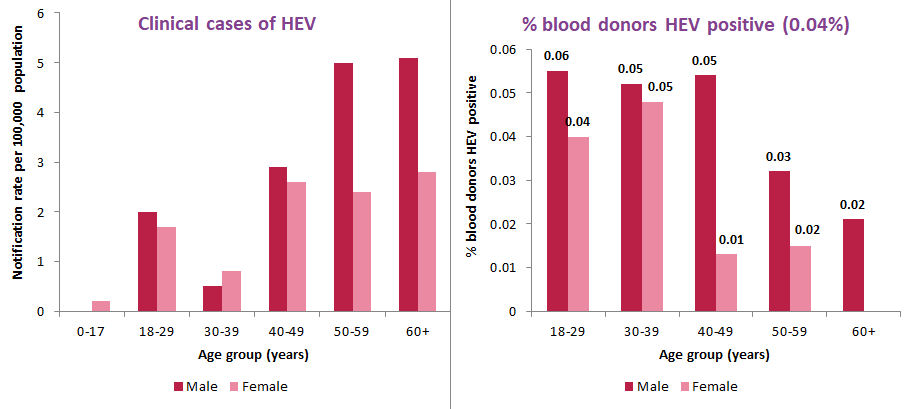 Clinical cases of HEV
Notification rate per 100,000 population
6
5
4
3
2
1
0
0-17 18-29 30-39 40-49 50-59 60+
Age group (years)
Male Female
% blood donors HEV positive (0.04%)
% blood donors HEV positive
0.06
0.05
0.04
0.03
0.02
0.01
0
0.06 0.04 0.05 0.05 0.05 0.01 0.03 0.02 0.02
18-29 30-39 40-49 50-59 60+
Age group (years)
Male Female